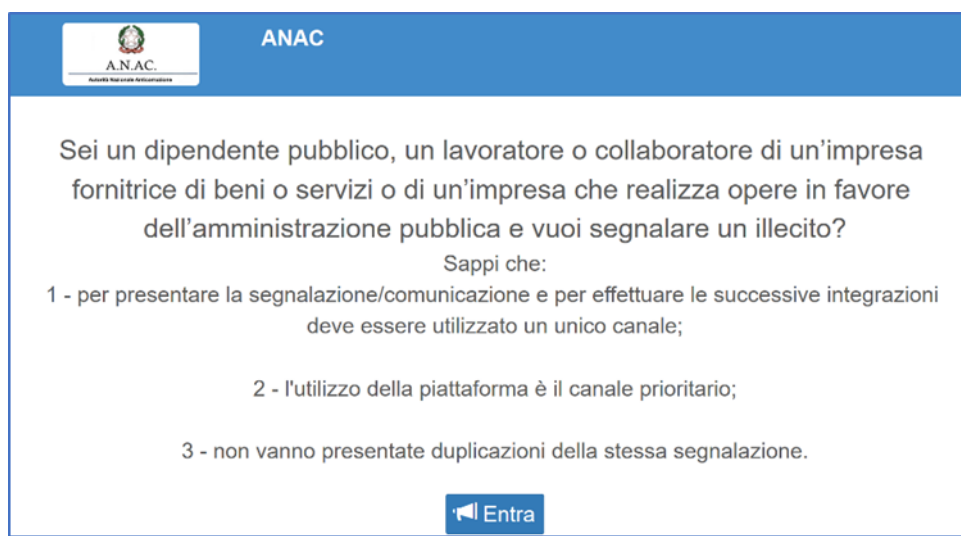 ANAC
A.N.AC.
Autorità Nazionale Anticorruzione
Sei un dipendente pubblico, un lavoratore o collaboratore di un’impresa
fornitrice di beni o servizi o di un’impresa che realizza opere in favore
dell’amministrazione pubblica e vuoi segnalare un illecito?
Sappi che:
1 - per presentare la segnalazione/comunicazione e per effettuare le successive integrazioni
deve essere utilizzato un unico canale;
2 - l'utilizzo della piattaforma è il canale prioritario;
3 - non vanno presentate duplicazioni della stessa segnalazione.
Entra